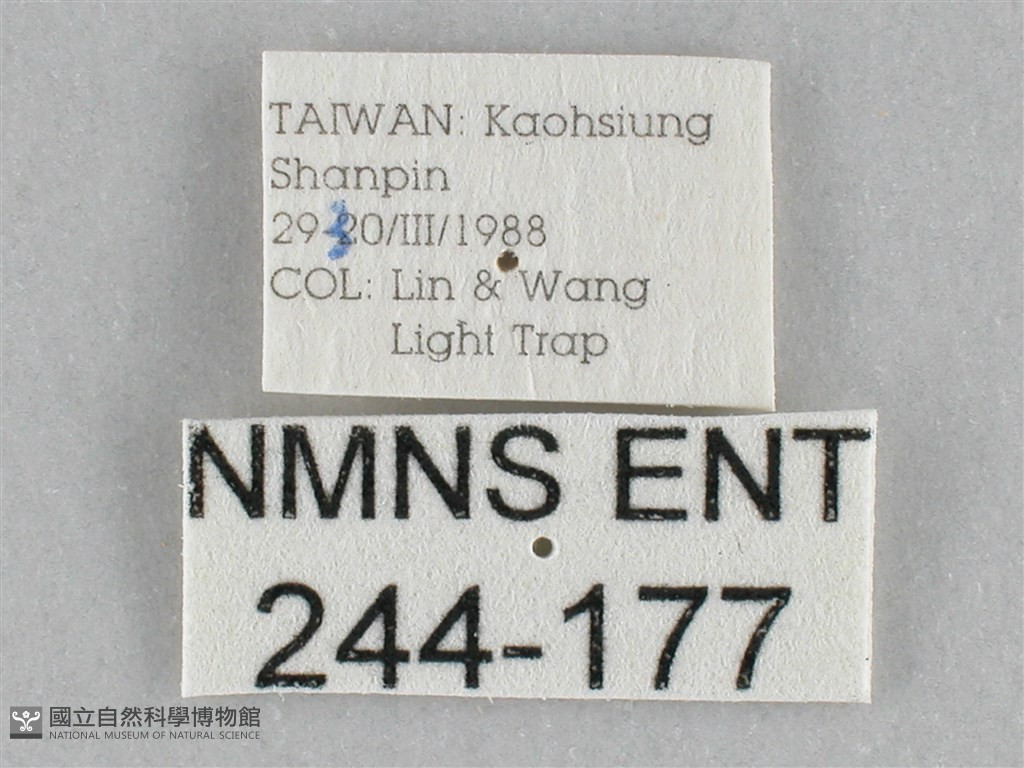 TAIWAN: Kaohsiung
Shanpin
29-30/III/1988
COL: Lin & Wang
Light Trap
NMNS ENT
244-177
國立自然科學博物館
NATIONAL MUSEUM OF NATURAL SCIENCE